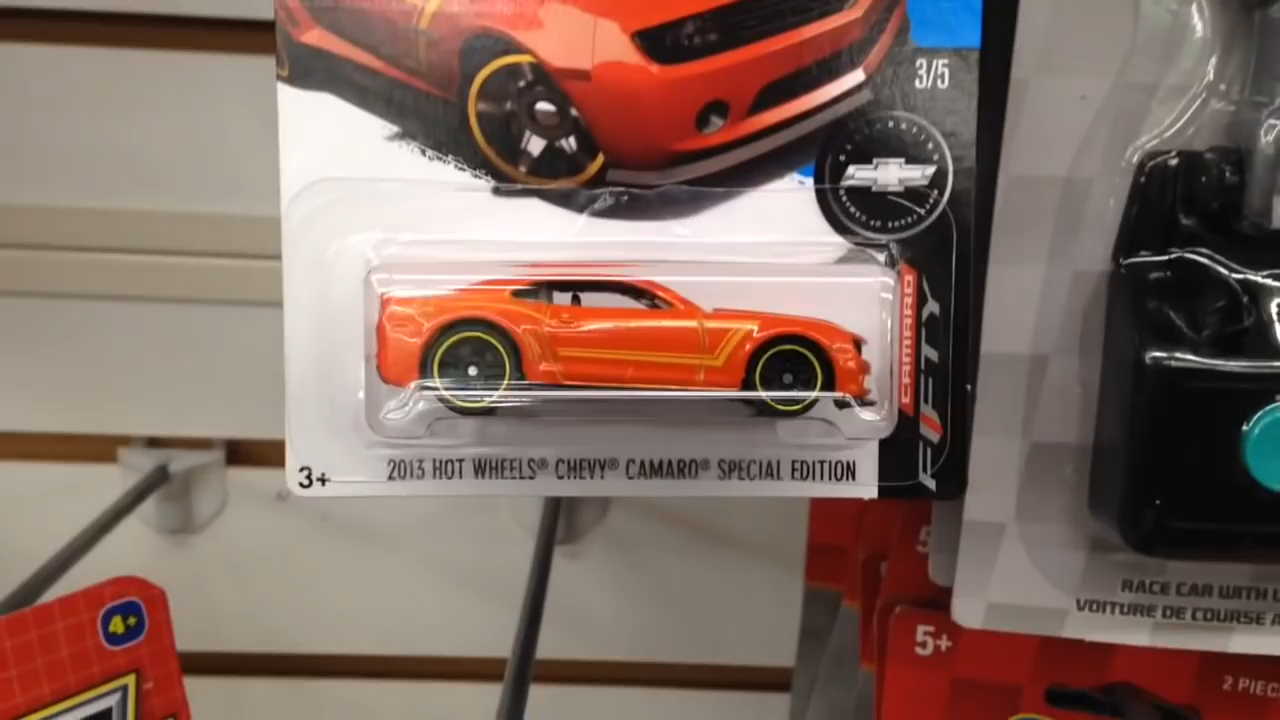 3/5
CAMARO
FIFTY
2013 HOT WHEELS® CHEVY® CAMARO® SPECIAL EDITION
3+
4+
5
5+
RACE CAR WITH
VOITURE DE COURSE
2